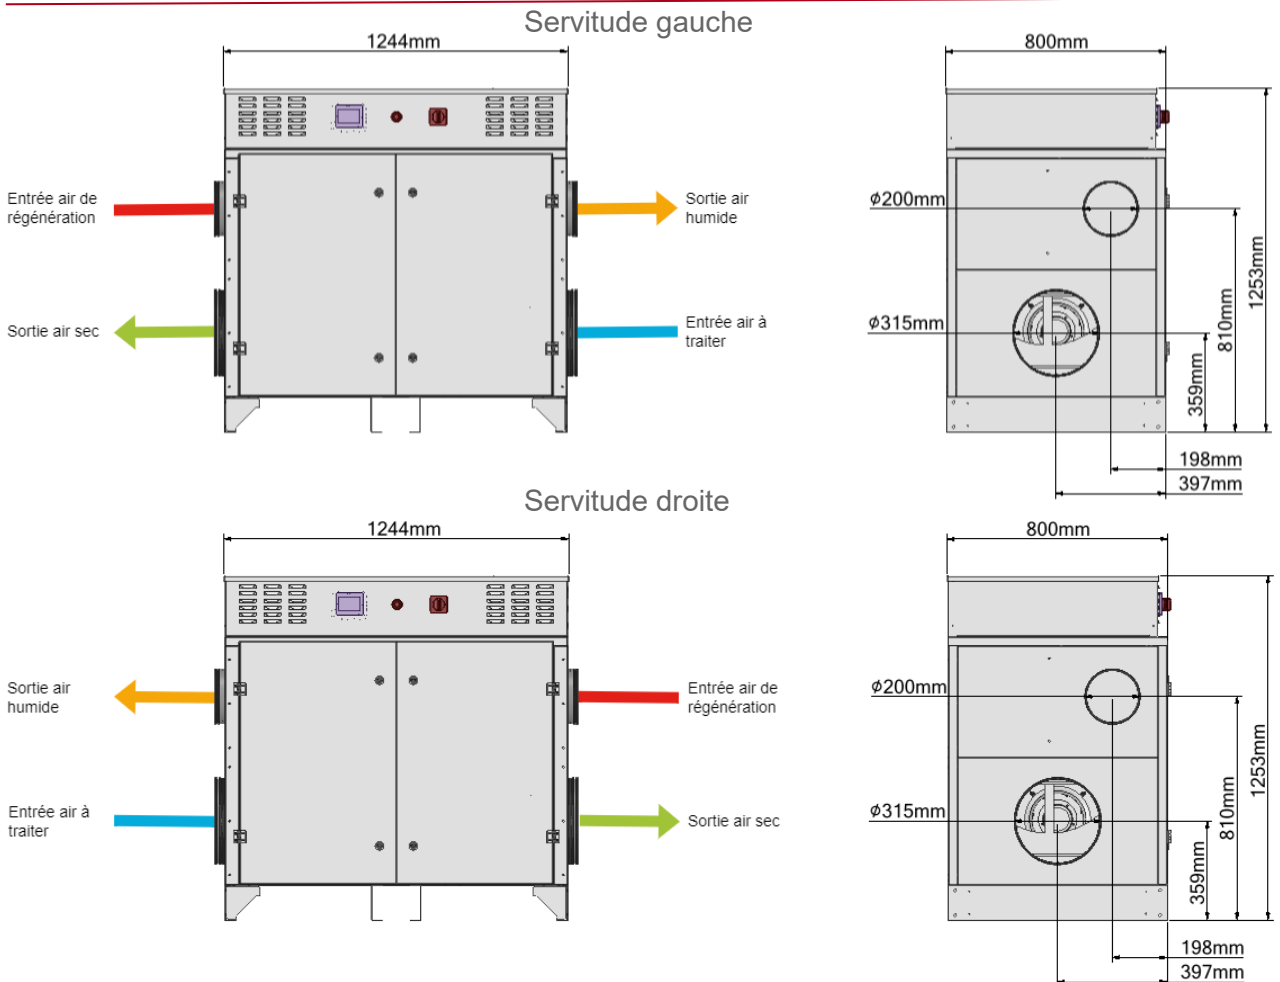 Servitude gauche
1244mm
800mm
Entrée air de
régénération
Sortie air
humide
Sortie air sec
Entrée air à
traiter
ϕ200mm
ϕ315mm
1253mm
810mm
359mm
198mm
397mm
Servitude droite
1244mm
800mm
Sortie air
humide
Entrée air de
régénération
Entrée air à
traiter
Sortie air sec
ϕ200mm
ϕ315mm
1253mm
810mm
359mm
198mm
397mm